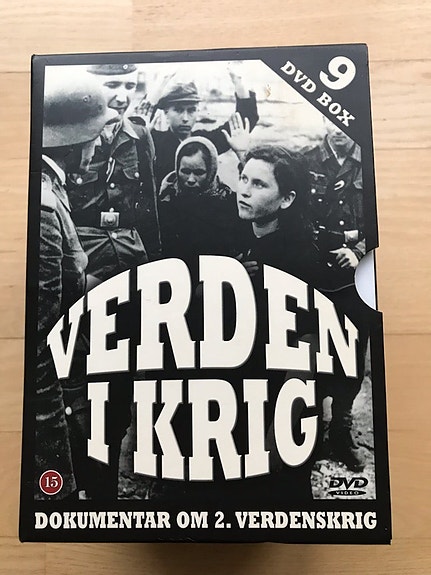 9
DVD BOX
VERDEN
I KRIG
15
DVD
VIDEO
DOKUMENTAR OM 2. VERDENSKRIG